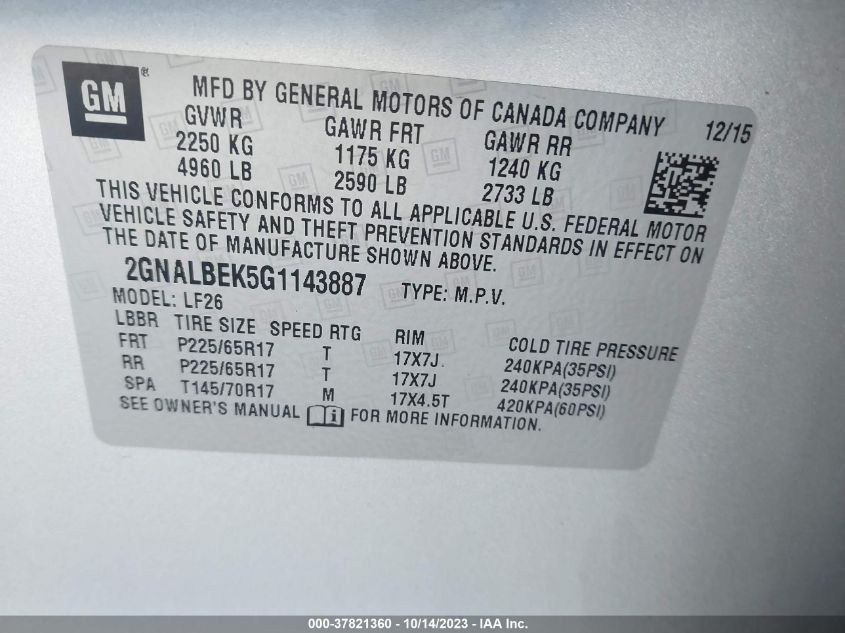 GM ®
MFD BY GENERAL MOTORS OF CANADA COMPANY 12/15
GVWR GAWR FRT GAWR RR
2250 KG 1175 KG 1240 KG
4960 LB 2590 LB 2733 LB
THIS VEHICLE CONFORMS TO ALL APPLICABLE U.S. FEDERAL MOTOR
VEHICLE SAFETY AND THEFT PREVENTION STANDARDS IN EFFECT ON
THE DATE OF MANUFACTURE SHOWN ABOVE.
2GNALBEK5G1143887 TYPE: M.P.V.
MODEL: LF26
LBBR TIRE SIZE SPEED RTG RIM COLD TIRE PRESSURE
FRT P225/65R17 T 17X7J 240KPA(35PSI)
RR P225/65R17 T 17X7J 240KPA(35PSI)
SPA T145/70R17 M 17X4.5T 420KPA(60PSI)
SEE OWNER'S MANUAL i FOR MORE INFORMATION.
000-37821360 - 10/14/2023 - IAA Inc.